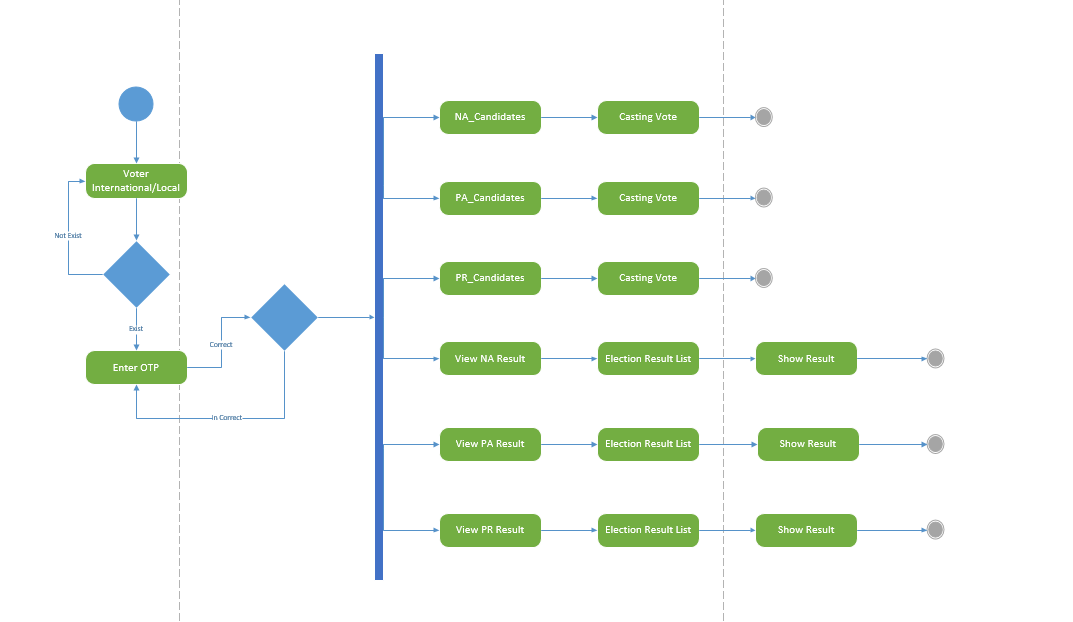 Voter
International/Local
Not Exist
Exist
Enter OTP
Correct
In Correct
NA_Candidates
Casting Vote
PA_Candidates
Casting Vote
PR_Candidates
Casting Vote
View NA Result
Election Result List
Show Result
View PA Result
Election Result List
Show Result
View PR Result
Election Result List
Show Result